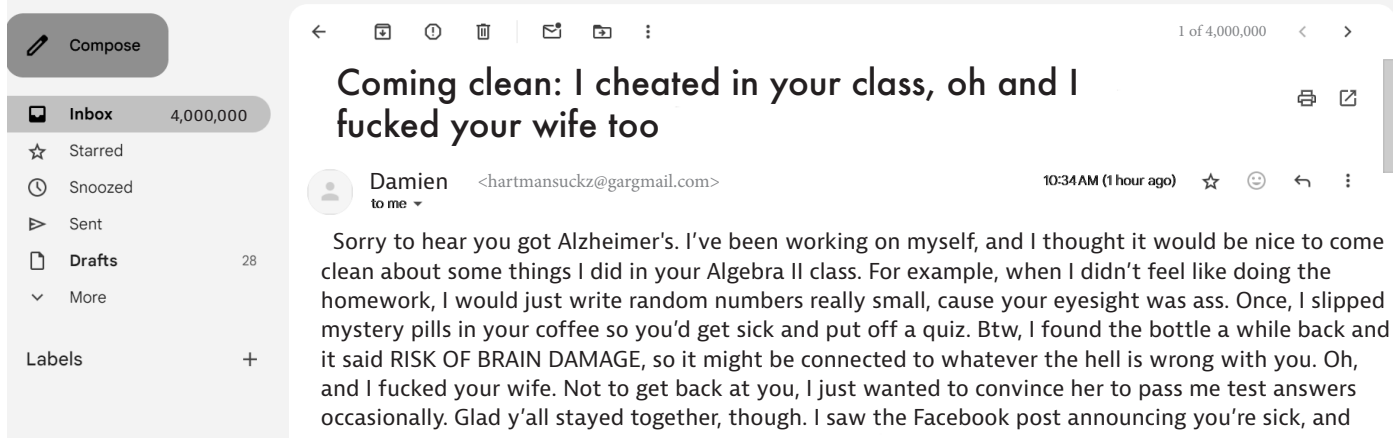 Compose
1 of 4,000,000
Coming clean: I cheated in your class, oh and I
fucked your wife too
Inbox 4,000,000
Starred
Snoozed
Sent
Drafts 28
More
Labels
Damien <hartmansuckz@gargmail.com> 10:34 AM (1 hour ago)
to me
Sorry to hear you got Alzheimer's. I've been working on myself, and I thought it would be nice to come
clean about some things I did in your Algebra II class. For example, when I didn't feel like doing the
homework, I would just write random numbers really small, cause your eyesight was ass. Once, I slipped
mystery pills in your coffee so you'd get sick and put off a quiz. Btw, I found the bottle a while back and
it said RISK OF BRAIN DAMAGE, so it might be connected to whatever the hell is wrong with you. Oh,
and I fucked your wife. Not to get back at you, I just wanted to convince her to pass me test answers
occasionally. Glad y'all stayed together, though. I saw the Facebook post announcing you're sick, and